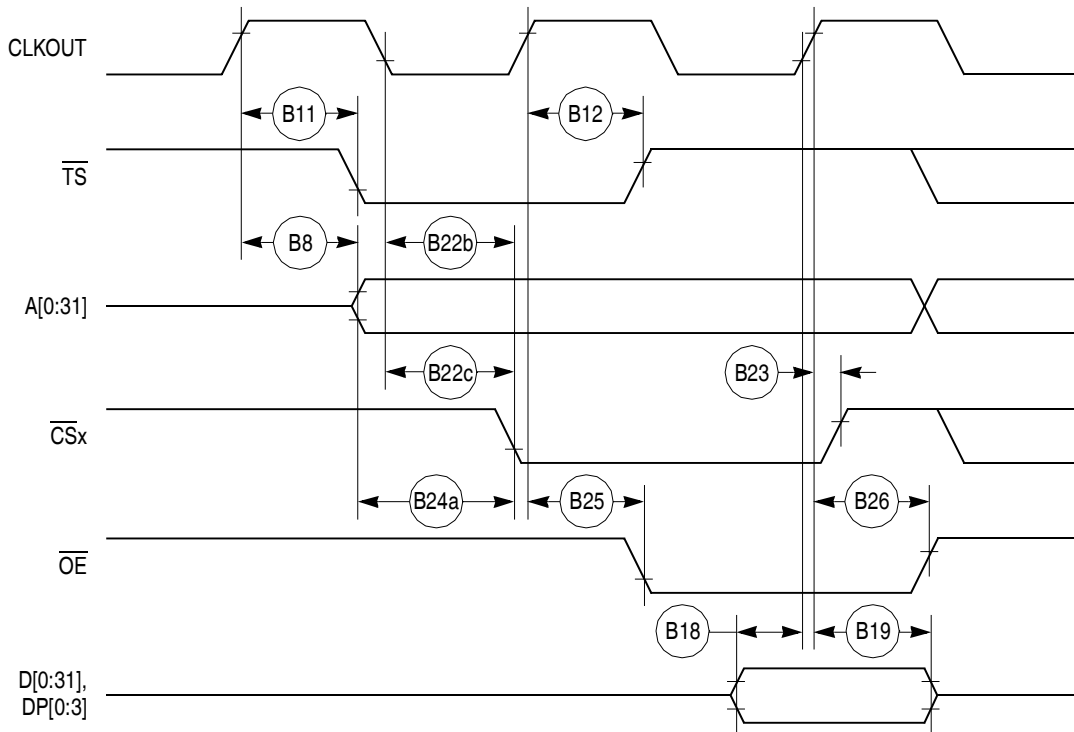 CLKOUT
B11
B12
TS
B8
B22b
A[0:31]
B22c
B23
CSx
B24a
B25
B26
OE
B18
B19
D[0:31],
DP[0:3]